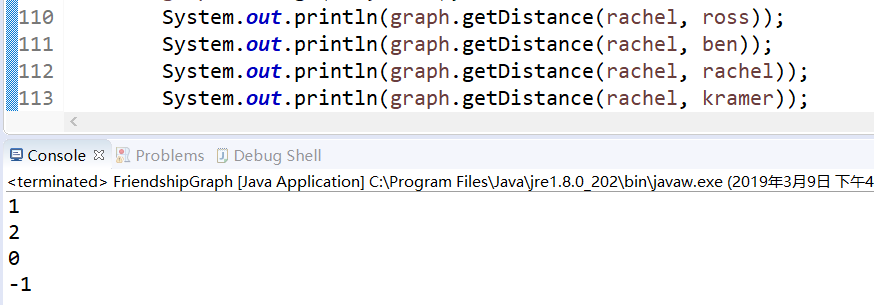 110 System.out.println(graph.getDistance(rachel, ross));
111 System.out.println(graph.getDistance(rachel, ben));
112 System.out.println(graph.getDistance(rachel, rachel));
113 System.out.println(graph.getDistance(rachel, kramer));
Console Problems Debug Shell
<terminated> FriendshipGraph [Java Application] C:\Program Files\Java\jre1.8.0_202\bin\javaw.exe (2019年3月9日 下午4
1
2
0
-1